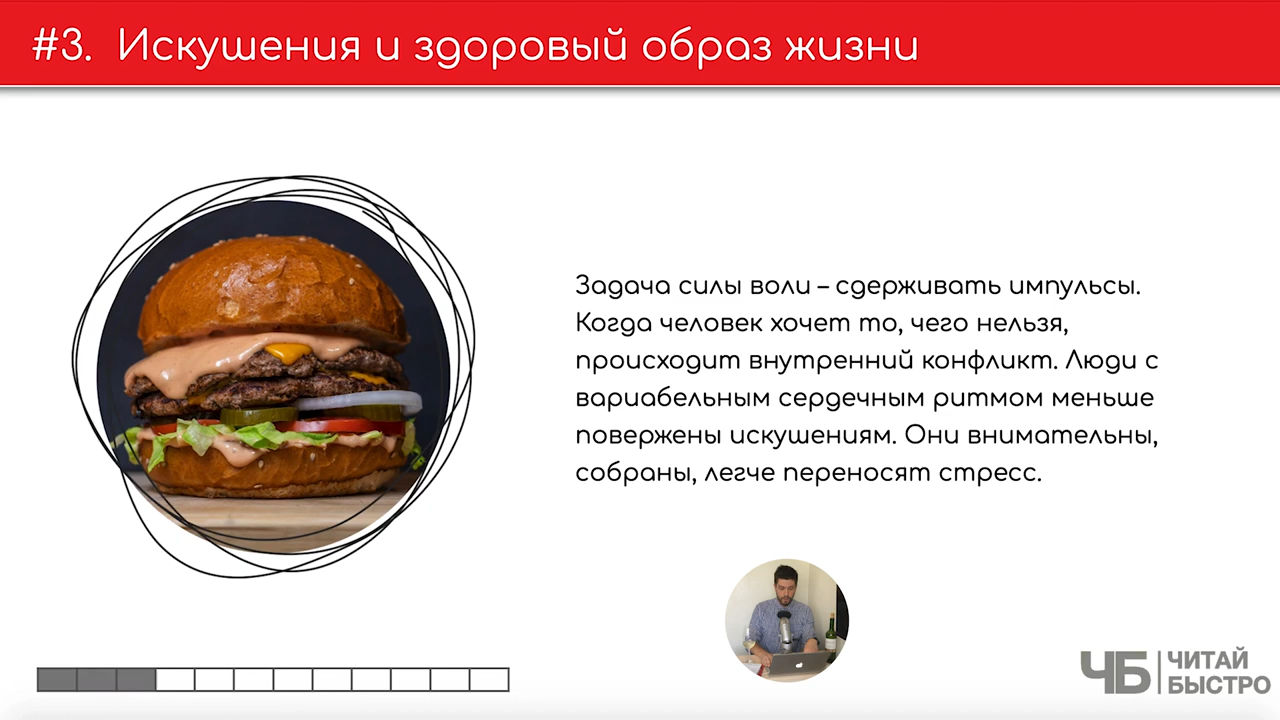 #3. Искушения и здоровый образ жизни
Задача силы воли – сдерживать импульсы.
Когда человек хочет то, чего нельзя,
происходит внутренний конфликт. Люди с
вариабельным сердечным ритмом меньше
повержены искушениям. Они внимательны,
собраны, легче переносят стресс.
ЧБ
ЧИТАЙ
БЫСТРО